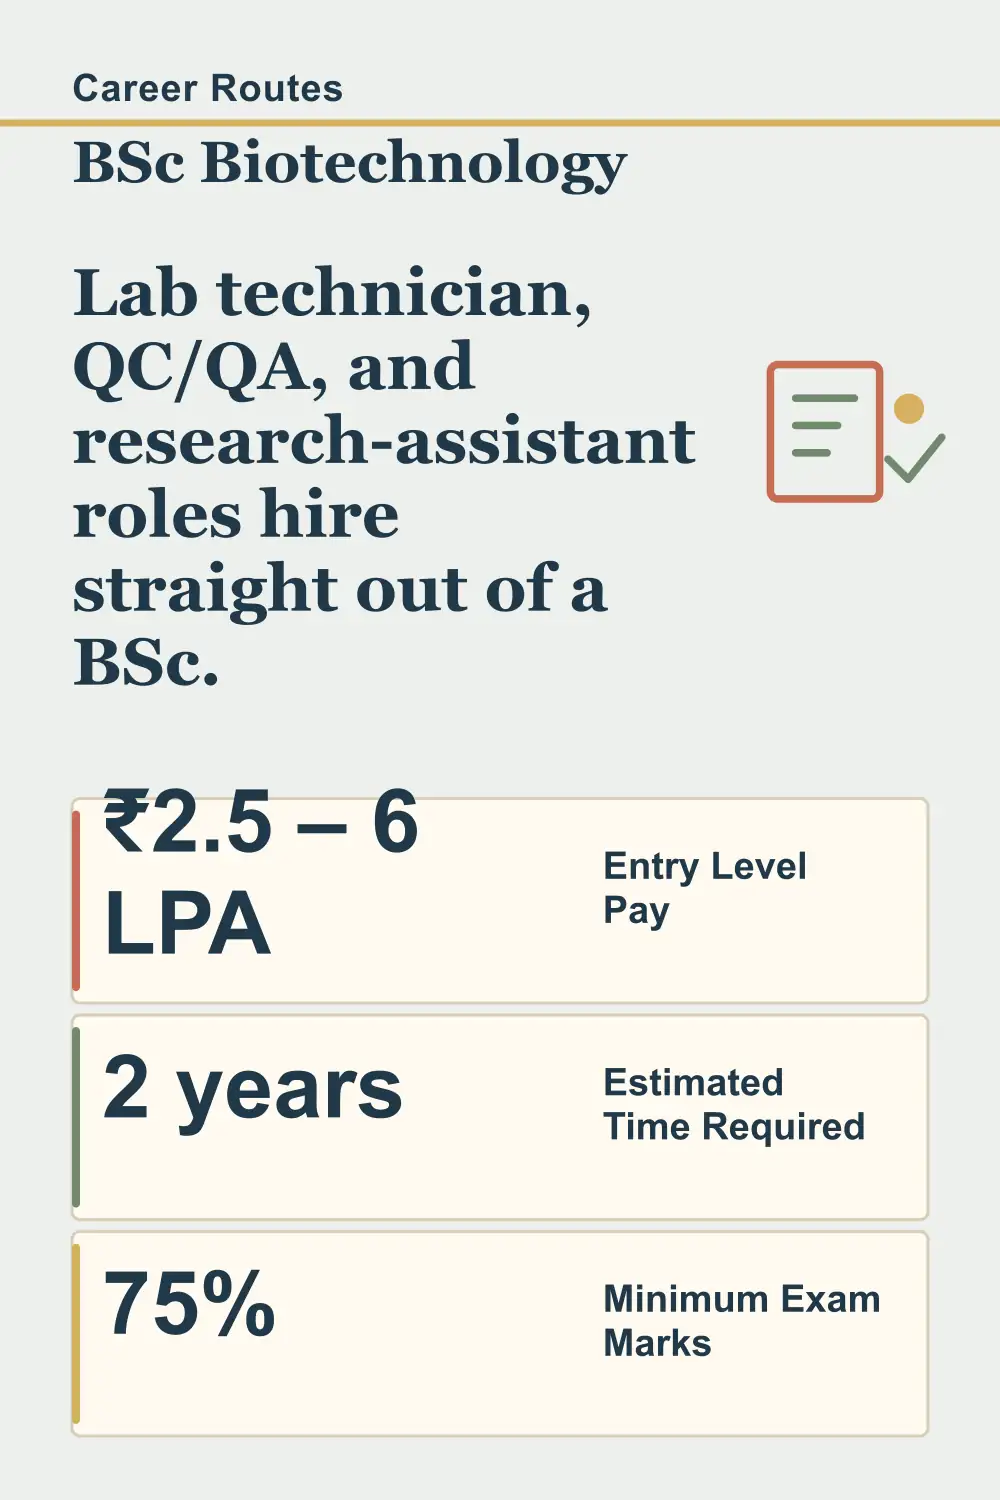 Career Routes
BSc Biotechnology
Lab technician,
QC/QA, and
research-assistant
roles hire
straight out of a
BSc.
₹2.5 – 6
LPA
Entry Level
Pay
2 years
Estimated
Time Required
75%
Minimum Exam
Marks